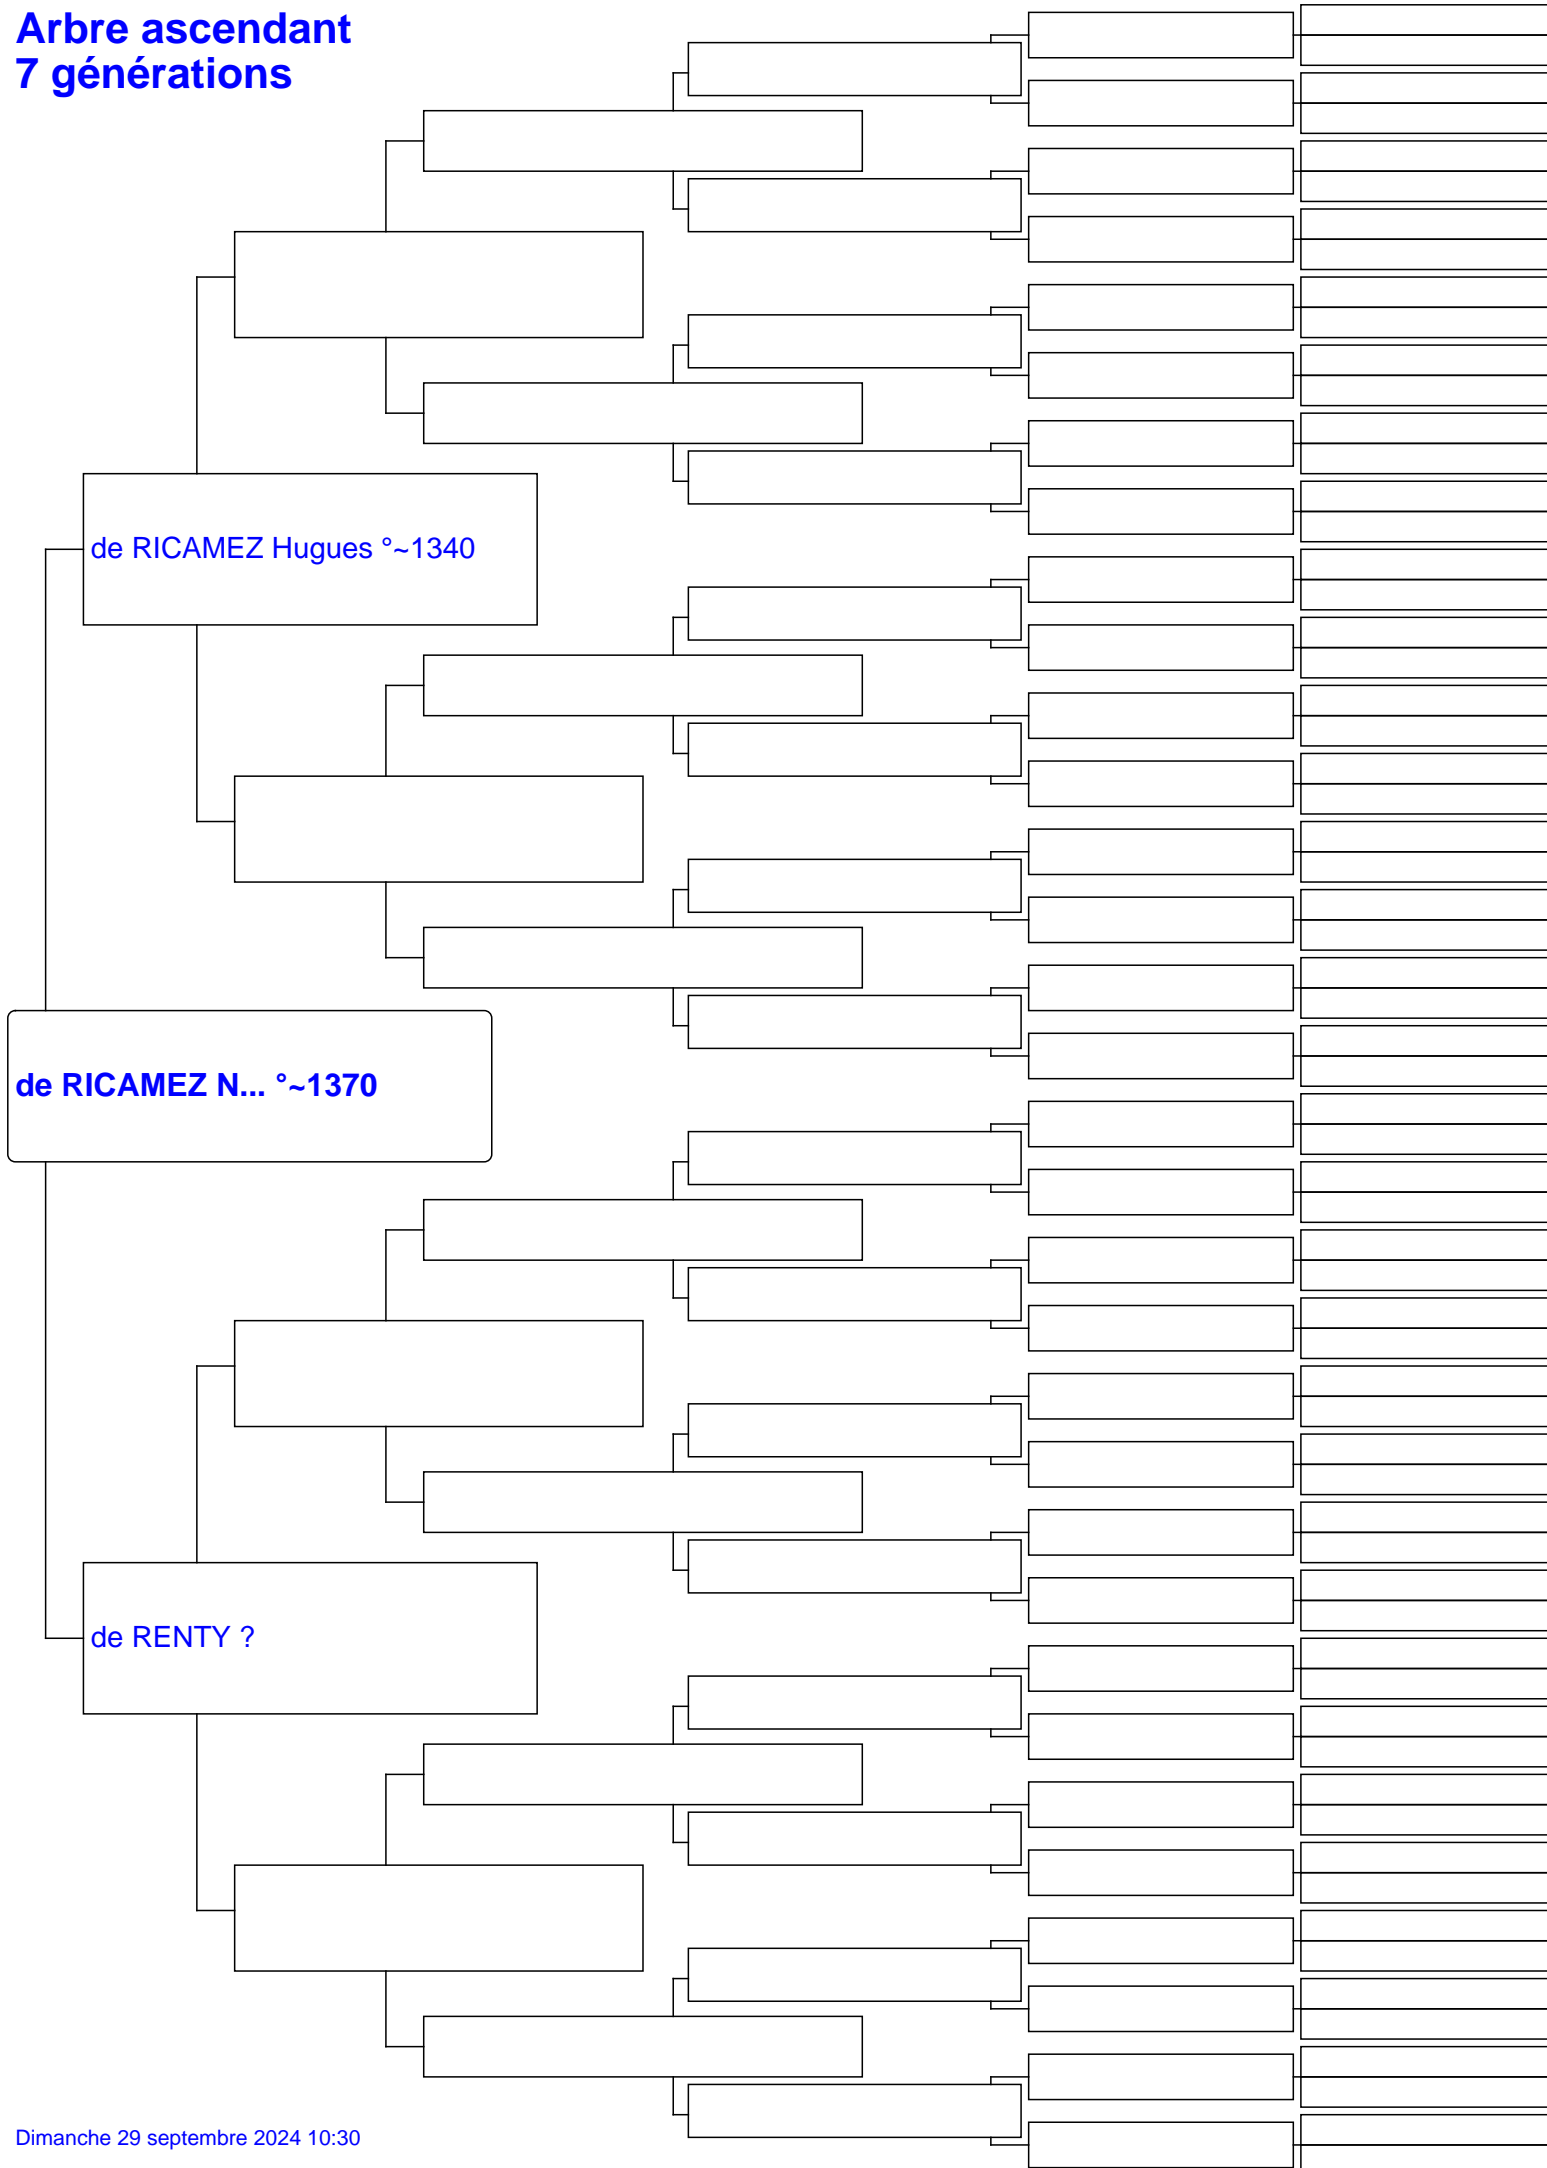 Arbre ascendant
7 générations
de RICAMEZ Hugues °~1340
de RICAMEZ N... °~1370
de RENTY ?
Dimanche 29 septembre 2024 10:30